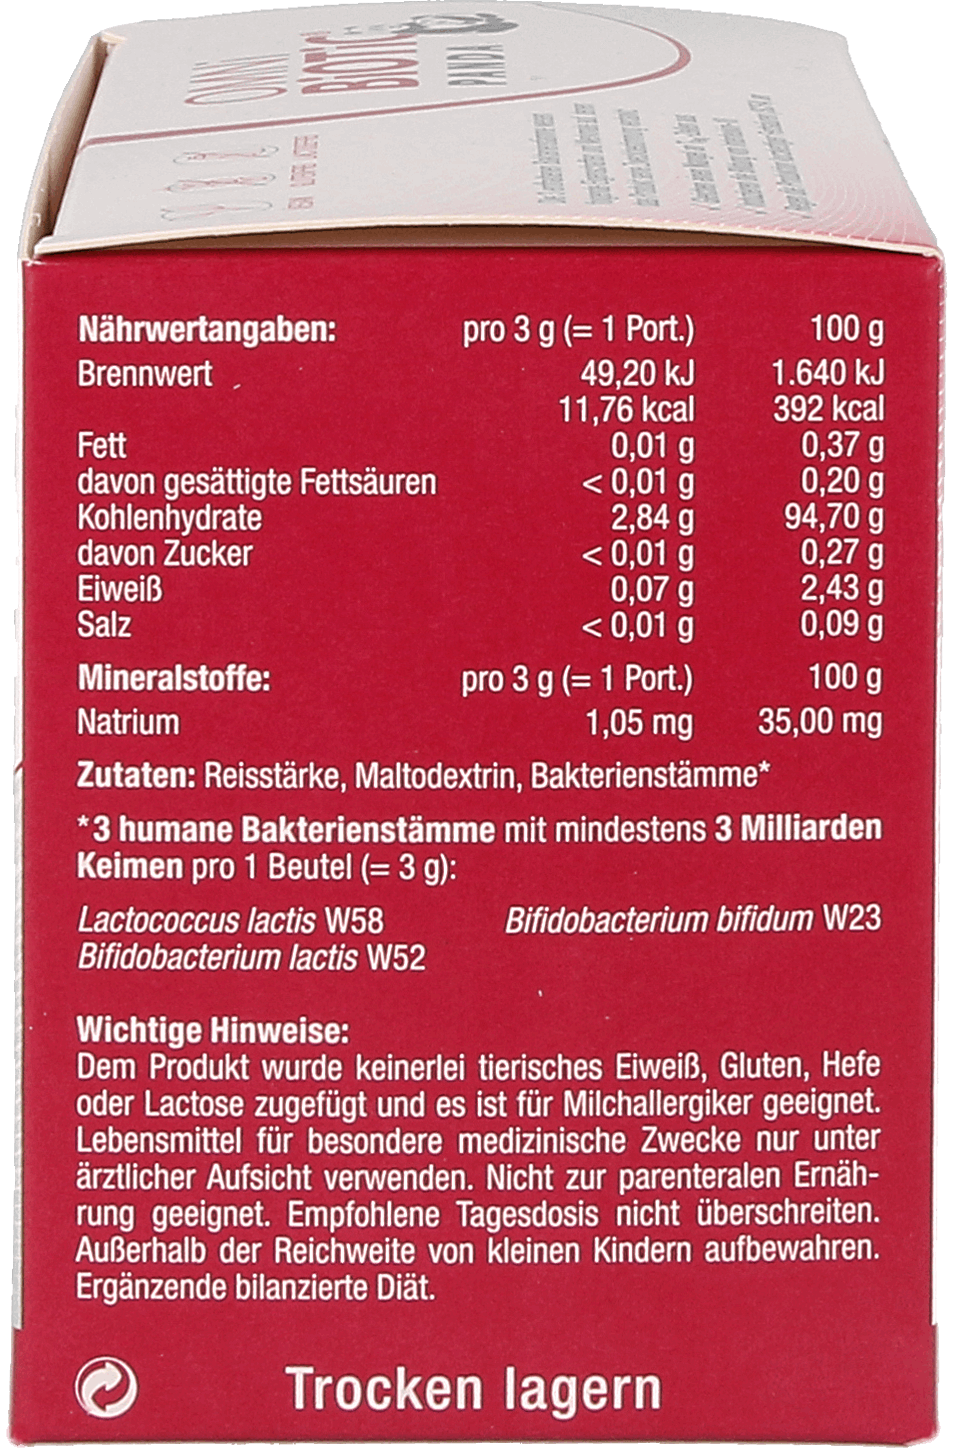 OMNi
BiOTiC®
PANDA
Nährwertangaben: pro 3 g (= 1 Port.) 100 g
Brennwert 49,20 kJ 1.640 kJ
11,76 kcal 392 kcal
Fett 0,01 g 0,37 g
davon gesättigte Fettsäuren < 0,01 g 0,20 g
Kohlenhydrate 2,84 g 94,70 g
davon Zucker < 0,01 g 0,27 g
Eiweiß 0,07 g 2,43 g
Salz < 0,01 g 0,09 g
Mineralstoffe: pro 3 g (= 1 Port.) 100 g
Natrium 1,05 mg 35,00 mg
Zutaten: Reisstärke, Maltodextrin, Bakterienstämme*
*3 humane Bakterienstämme mit mindestens 3 Milliarden
Keimen pro 1 Beutel (= 3 g):
Lactococcus lactis W58 Bifidobacterium bifidum W23
Bifidobacterium lactis W52
Wichtige Hinweise:
Dem Produkt wurde keinerlei tierisches Eiweiß, Gluten, Hefe
oder Lactose zugefügt und es ist für Milchallergiker geeignet.
Lebensmittel für besondere medizinische Zwecke nur unter
ärztlicher Aufsicht verwenden. Nicht zur parenteralen Ernäh-
rung geeignet. Empfohlene Tagesdosis nicht überschreiten.
Außerhalb der Reichweite von kleinen Kindern aufbewahren.
Ergänzende bilanzierte Diät.
Trocken lagern